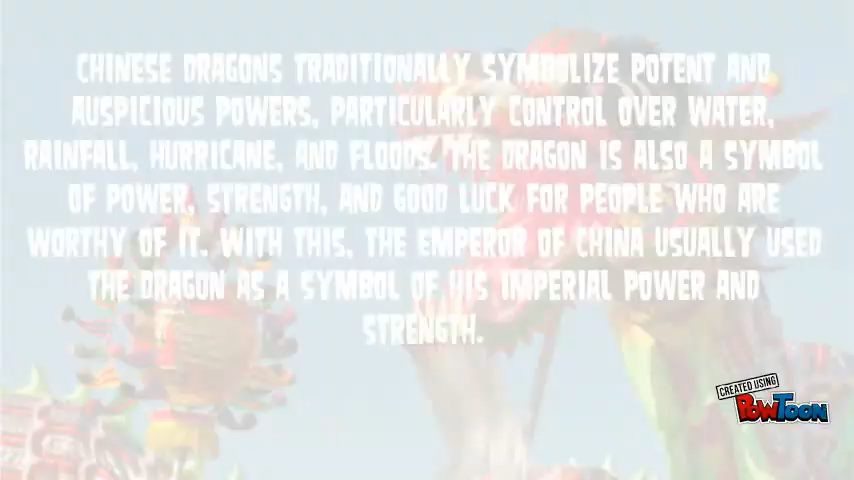 CHINESE DRAGONS TRADITIONALLY SYMBOLIZE POTENT AND
AUSPICIOUS POWERS, PARTICULARLY CONTROL OVER WATER,
RAINFALL, HURRICANE, AND FLOODS. THE DRAGON IS ALSO A SYMBOL
OF POWER, STRENGTH, AND GOOD LUCK FOR PEOPLE WHO ARE
WORTHY OF IT. WITH THIS, THE EMPEROR OF CHINA USUALLY USED
THE DRAGON AS A SYMBOL OF HIS IMPERIAL POWER AND
STRENGTH.
CREATED USING
POWTOON